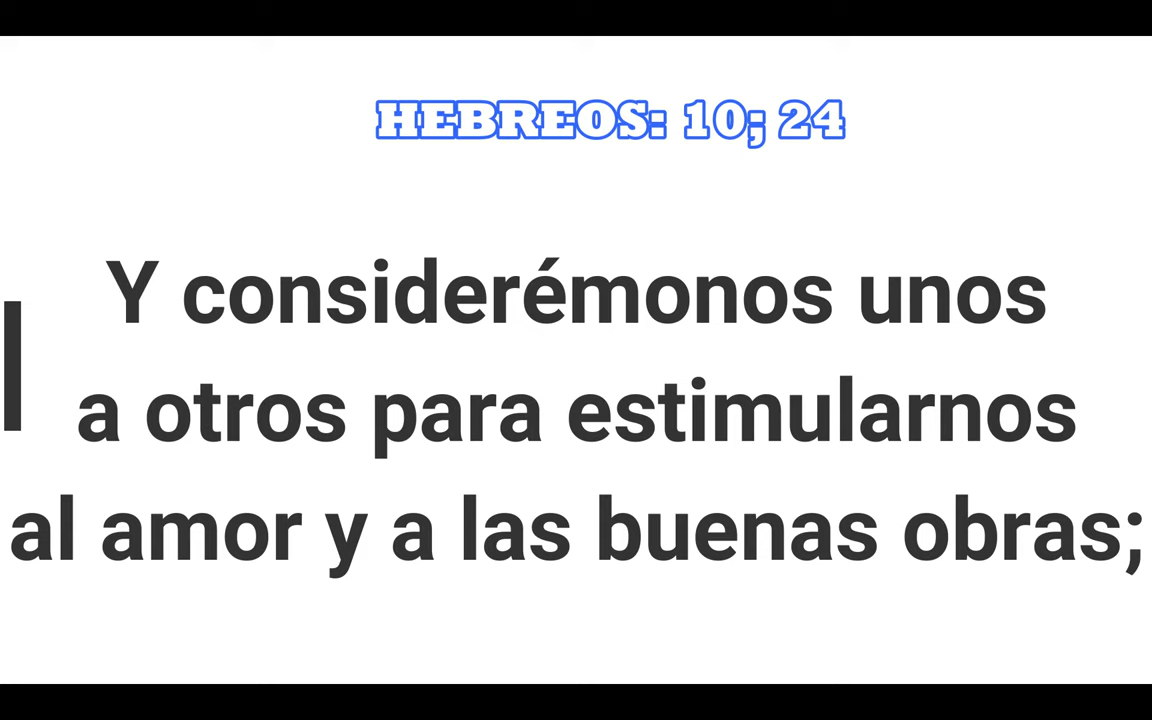 HEBREOS: 10; 24
Y considerémonos unos
a otros para estimularnos
al amor y a las buenas obras;